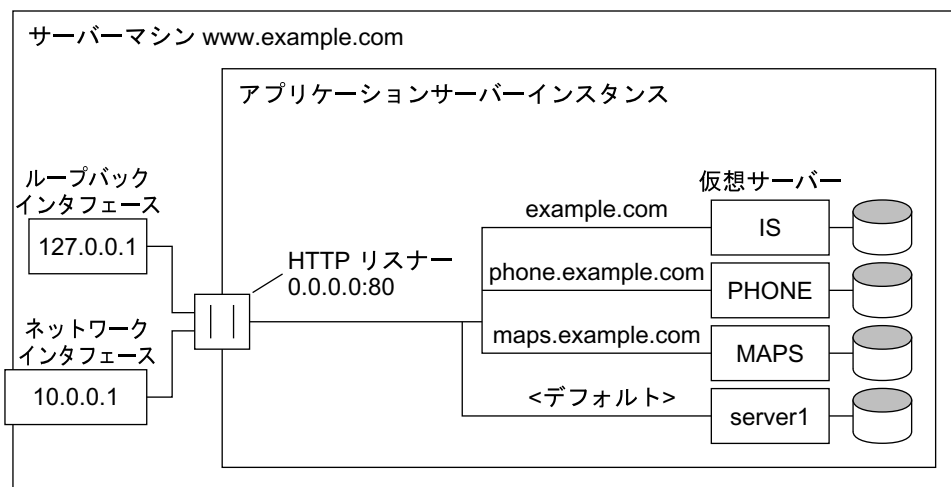 サーバーマシン www.example.com
アプリケーションサーバーインスタンス
ループバック
インタフェース
127.0.0.1
ネットワーク
インタフェース
10.0.0.1
HTTP リスナー
0.0.0.0:80
仮想サーバー
example.com
IS
phone.example.com
PHONE
maps.example.com
MAPS
<デフォルト>
server1